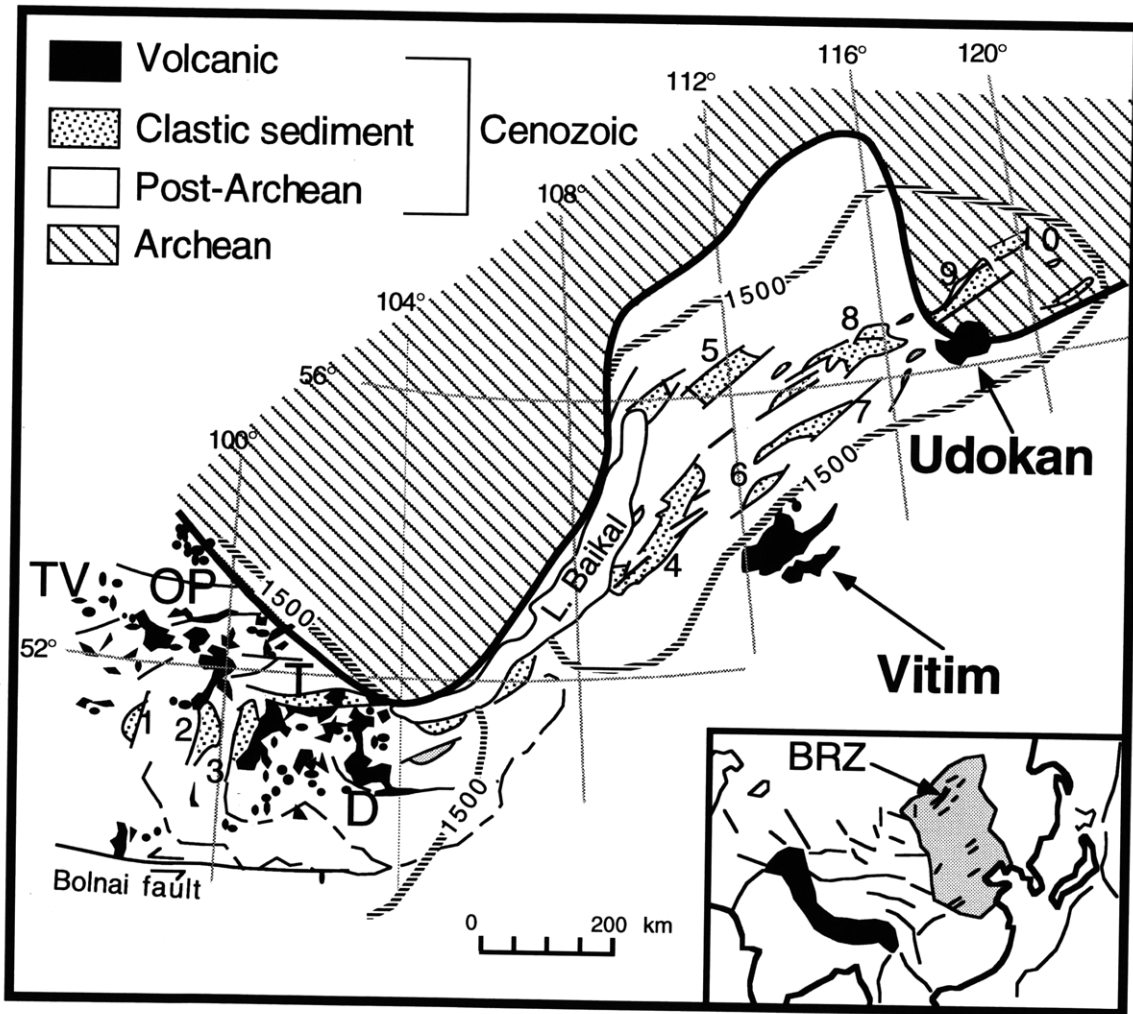 Volcanic
Clastic sediment
Cenozoic
Post-Archean
Archean
100°
104°
108°
112°
116°
120°
56°
52°
1500
1500
1500
1500
TV
OP
T
D
1
2
3
4
5
6
7
8
9
10
L. Baikal
Udokan
Vitim
Bolnai fault
0 200 km
BRZ